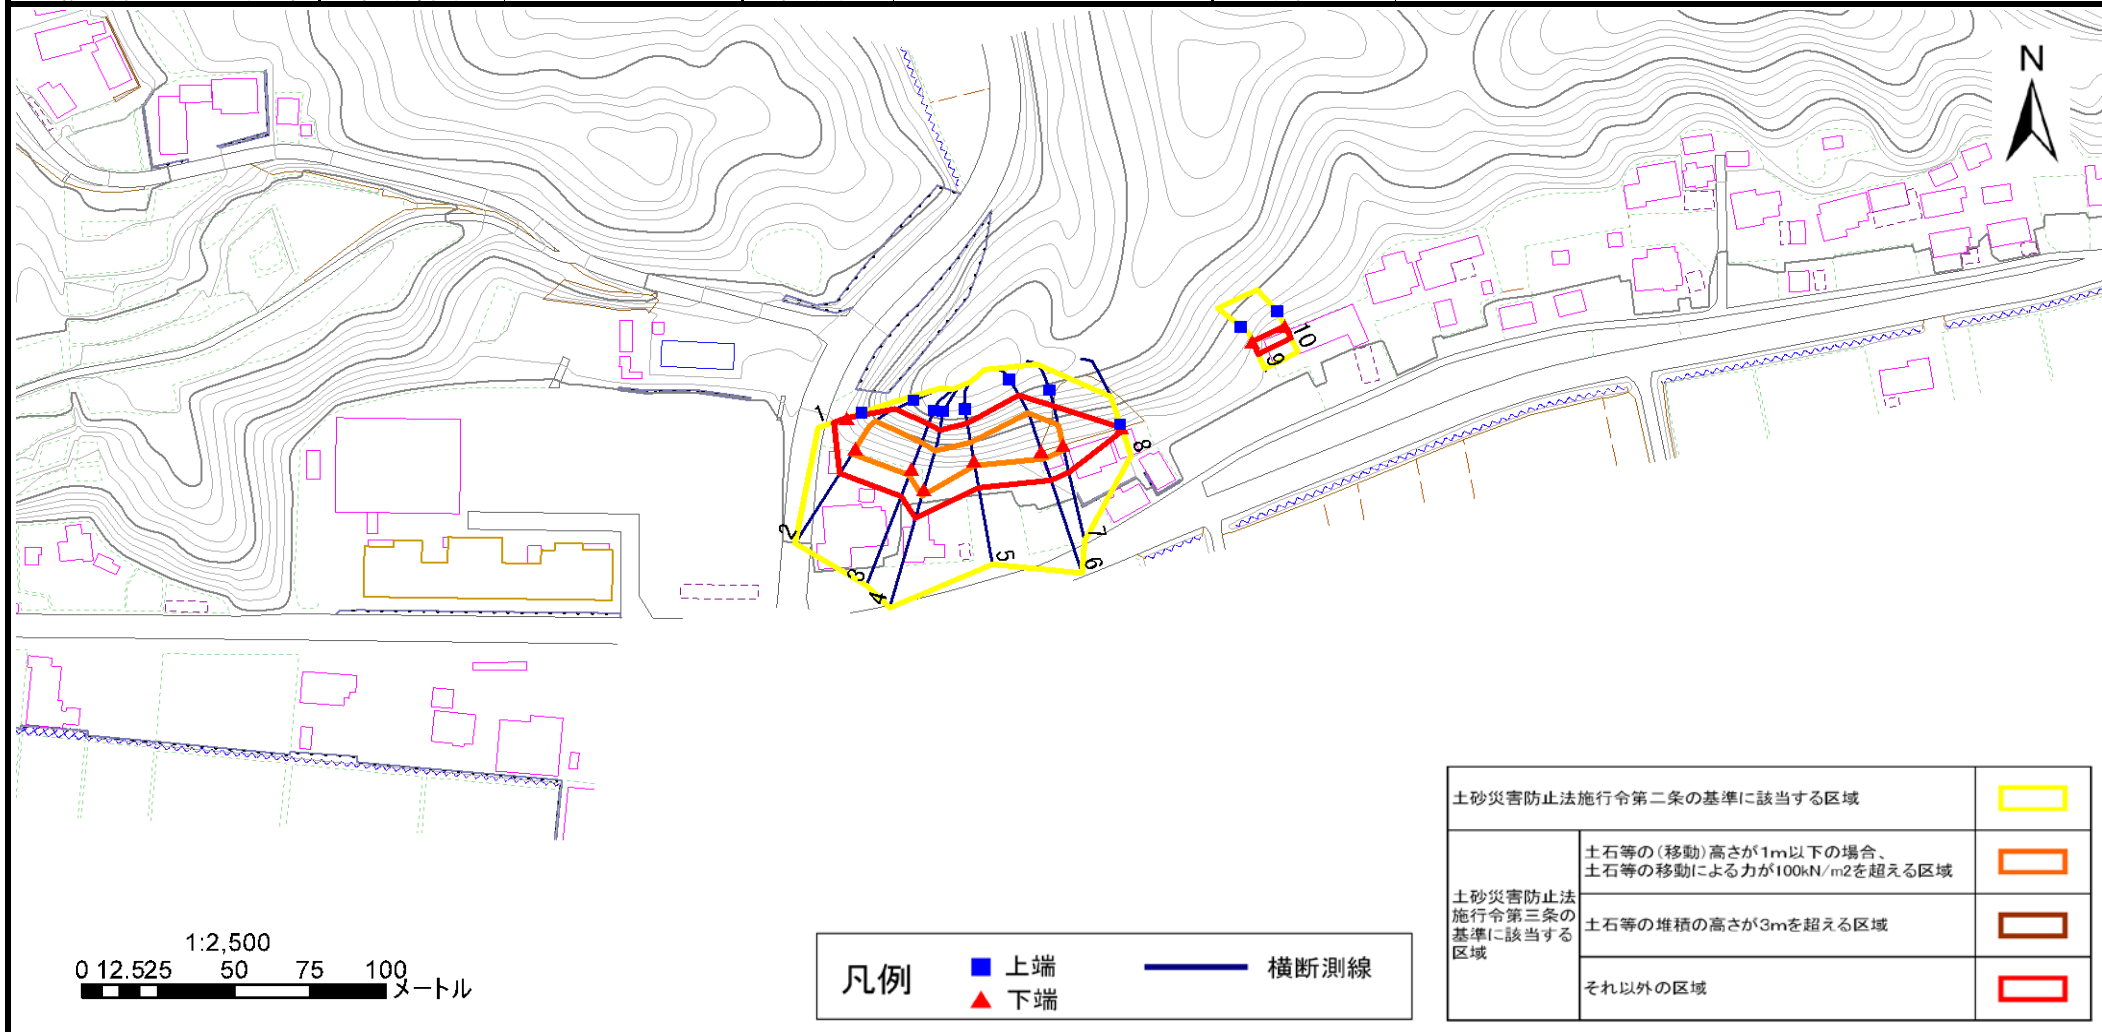 N
1
2
3
4
5
6
7
8
9
10
1:2,500
0 12.525 50 75 100
メートル
凡例
上端
下端
横断測線
土砂災害防止法施行令第二条の基準に該当する区域
土砂災害防止法
施行令第三条の
基準に該当する
区域
土石等の(移動)高さが1m以下の場合、
土石等の移動による力が100kN/m2を超える区域
土石等の堆積の高さが3mを超える区域
それ以外の区域